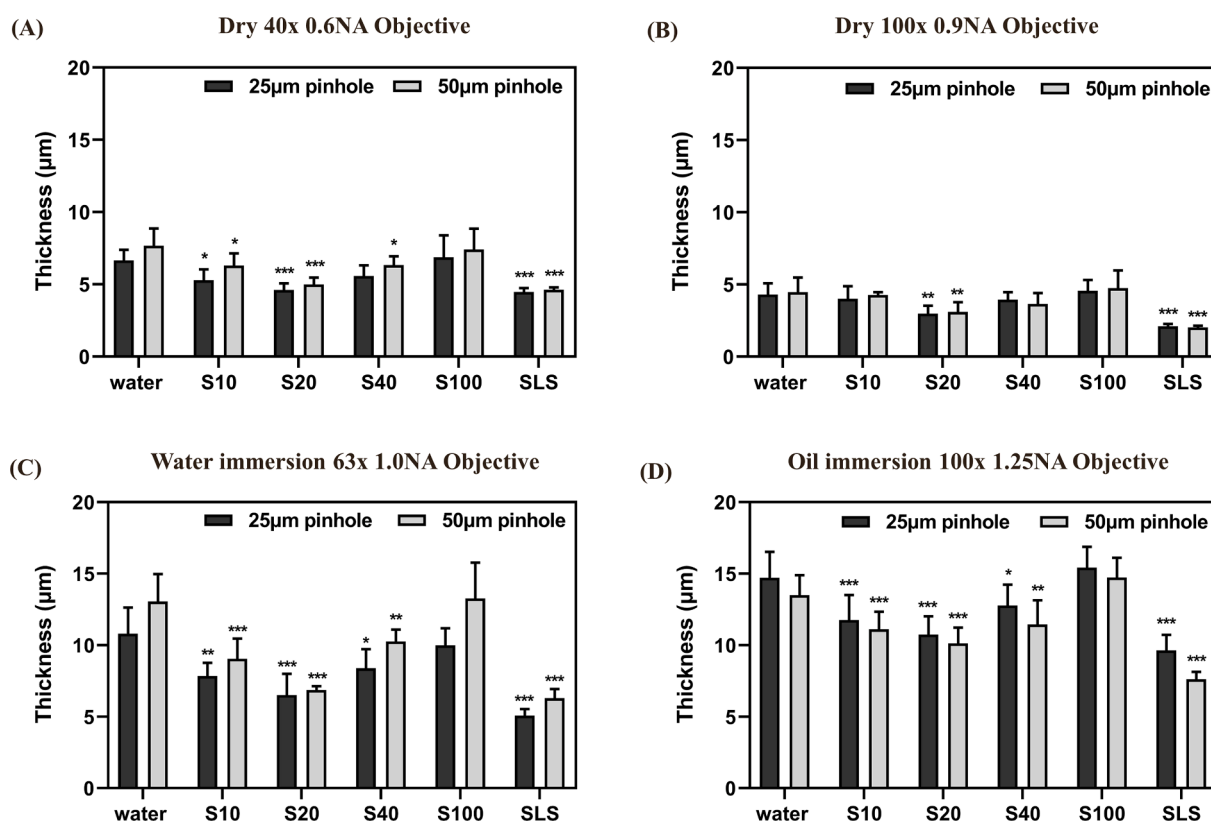 (A)
Dry 40x 0.6NA Objective
25µm pinhole 50µm pinhole
Thickness (µm)
20
15
10
5
0
* * *** *** * *** ***
water S10 S20 S40 S100 SLS
(B)
Dry 100x 0.9NA Objective
25µm pinhole 50µm pinhole
Thickness (µm)
20
15
10
5
0
** ** *** ***
water S10 S20 S40 S100 SLS
(C)
Water immersion 63x 1.0NA Objective
25µm pinhole 50µm pinhole
Thickness (µm)
20
15
10
5
0
** *** *** *** * ** *** ***
water S10 S20 S40 S100 SLS
(D)
Oil immersion 100x 1.25NA Objective
25µm pinhole 50µm pinhole
Thickness (µm)
20
15
10
5
0
*** *** *** *** * ** *** ***
water S10 S20 S40 S100 SLS